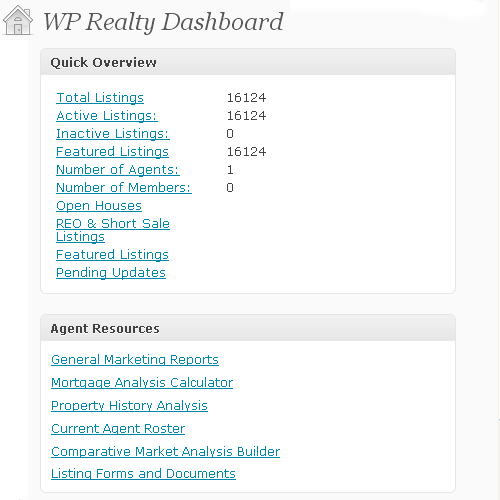 WP Realty Dashboard
Quick Overview
Total Listings 16124
Active Listings: 16124
Inactive Listings: 0
Featured Listings 16124
Number of Agents: 1
Number of Members: 0
Open Houses
REO & Short Sale
Listings
Featured Listings
Pending Updates
Agent Resources
General Marketing Reports
Mortgage Analysis Calculator
Property History Analysis
Current Agent Roster
Comparative Market Analysis Builder
Listing Forms and Documents